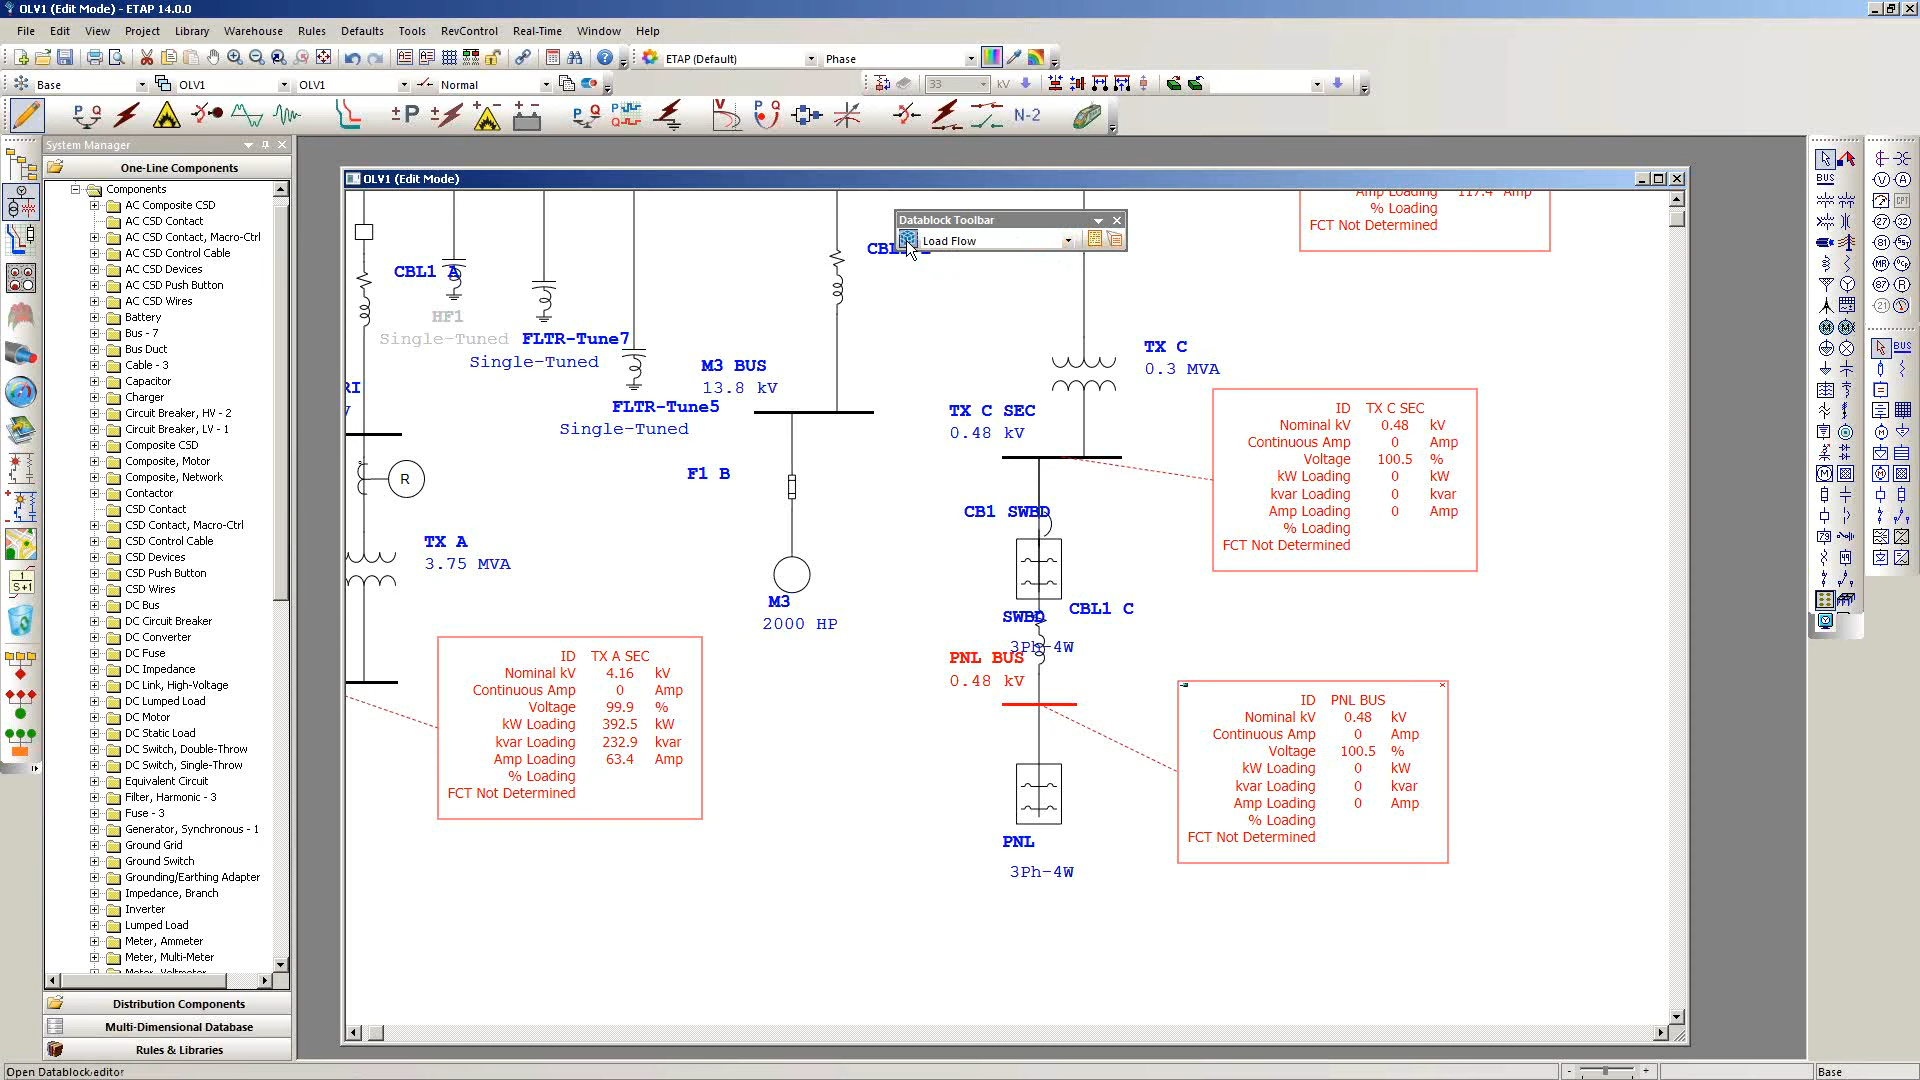 OLV1 (Edit Mode) - ETAP 14.0.0
File Edit View Project Library Warehouse Rules Defaults Tools RevControl Real-Time Window Help
ETAP (Default) Phase
Base OLV1 OLV1 Normal 33 kV
P Q ±P P Q V P Q N-2
System Manager
One-Line Components
Components
AC Composite CSD
AC CSD Contact
AC CSD Contact, Macro-Ctrl
AC CSD Control Cable
AC CSD Devices
AC CSD Push Button
AC CSD Wires
Battery
Bus - 7
Bus Duct
Cable - 3
Capacitor
Charger
Circuit Breaker, HV - 2
Circuit Breaker, LV - 1
Composite CSD
Composite, Motor
Composite, Network
Contactor
CSD Contact
CSD Contact, Macro-Ctrl
CSD Control Cable
CSD Devices
CSD Push Button
CSD Wires
DC Bus
DC Circuit Breaker
DC Converter
DC Fuse
DC Impedance
DC Link, High-Voltage
DC Lumped Load
DC Motor
DC Static Load
DC Switch, Double-Throw
DC Switch, Single-Throw
Equivalent Circuit
Filter, Harmonic - 3
Fuse - 3
Generator, Synchronous - 1
Ground Grid
Ground Switch
Grounding/Earthing Adapter
Impedance, Branch
Inverter
Lumped Load
Meter, Ammeter
Meter, Multi-Meter
Meter, Voltmeter
Distribution Components
Multi-Dimensional Database
Rules & Libraries
OLV1 (Edit Mode)
Datablock Toolbar
Load Flow
Amp Loading 117.4 Amp
% Loading
FCT Not Determined
CBL1 A
HF1
Single-Tuned
FLTR-Tune7
Single-Tuned
FLTR-Tune5
Single-Tuned
M3 BUS
13.8 kV
F1 B
M3
2000 HP
R
TX A
3.75 MVA
TX C
0.3 MVA
TX C SEC
0.48 kV
CB1 SWBD
SWBD
3Ph-4W
CBL1 C
PNL BUS
0.48 kV
PNL
3Ph-4W
ID TX C SEC
Nominal kV 0.48 kV
Continuous Amp 0 Amp
Voltage 100.5 %
kW Loading 0 kW
kvar Loading 0 kvar
Amp Loading 0 Amp
% Loading
FCT Not Determined
ID TX A SEC
Nominal kV 4.16 kV
Continuous Amp 0 Amp
Voltage 99.9 %
kW Loading 392.5 kW
kvar Loading 232.9 kvar
Amp Loading 63.4 Amp
% Loading
FCT Not Determined
ID PNL BUS
Nominal kV 0.48 kV
Continuous Amp 0 Amp
Voltage 100.5 %
kW Loading 0 kW
kvar Loading 0 kvar
Amp Loading 0 Amp
% Loading
FCT Not Determined
BUS
BUS
Open Datablock editor
Base